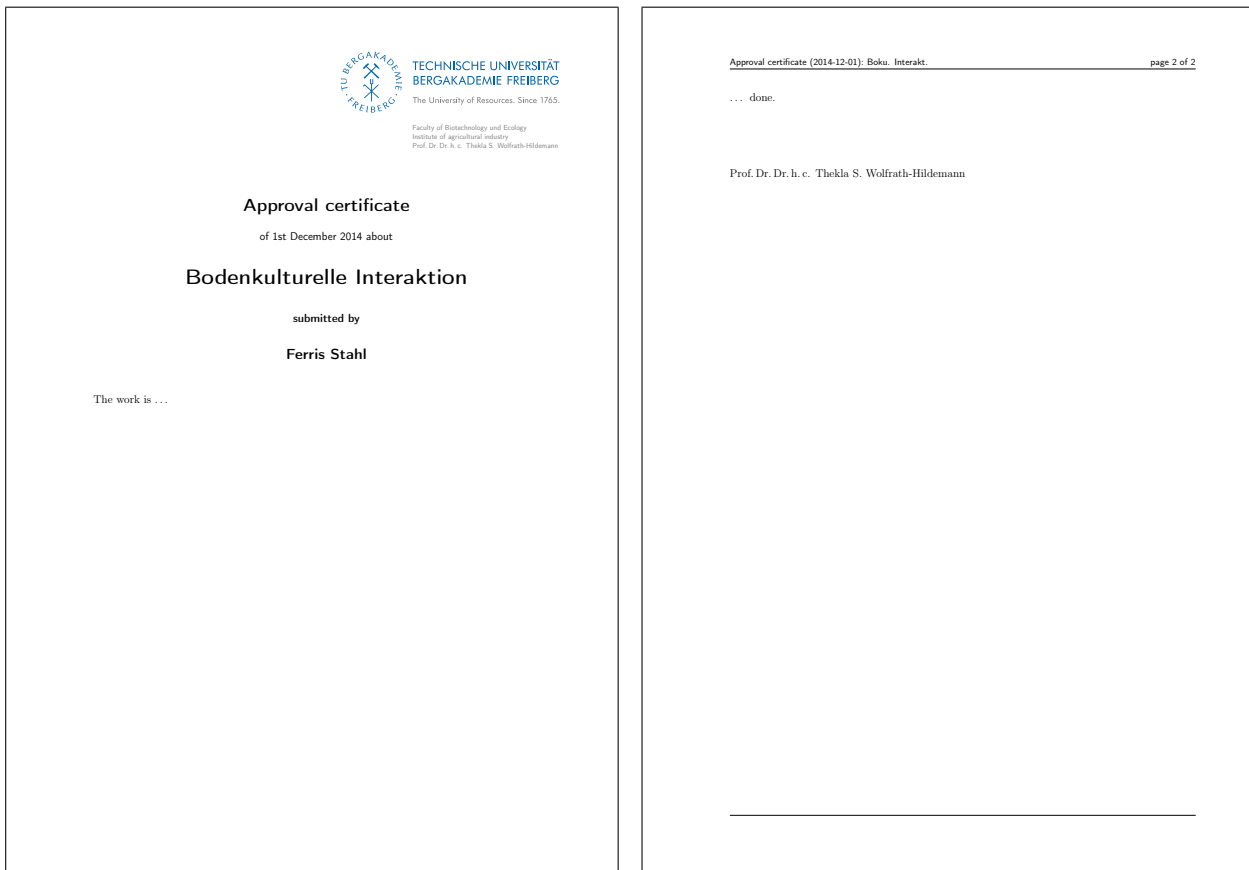 TU BERGAKADEMIE
· FREIBERG ·
TECHNISCHE UNIVERSITÄT
BERGAKADEMIE FREIBERG
The University of Resources. Since 1765.
Faculty of Biotechnology und Ecology
Institute of agricultural industry
Prof. Dr. Dr. h. c. Thekla S. Wolfrath-Hildemann
Approval certificate
of 1st December 2014 about
Bodenkulturelle Interaktion
submitted by
Ferris Stahl
The work is ...
Approval certificate (2014-12-01): Boku. Interakt. page 2 of 2
... done.
Prof. Dr. Dr. h. c. Thekla S. Wolfrath-Hildemann